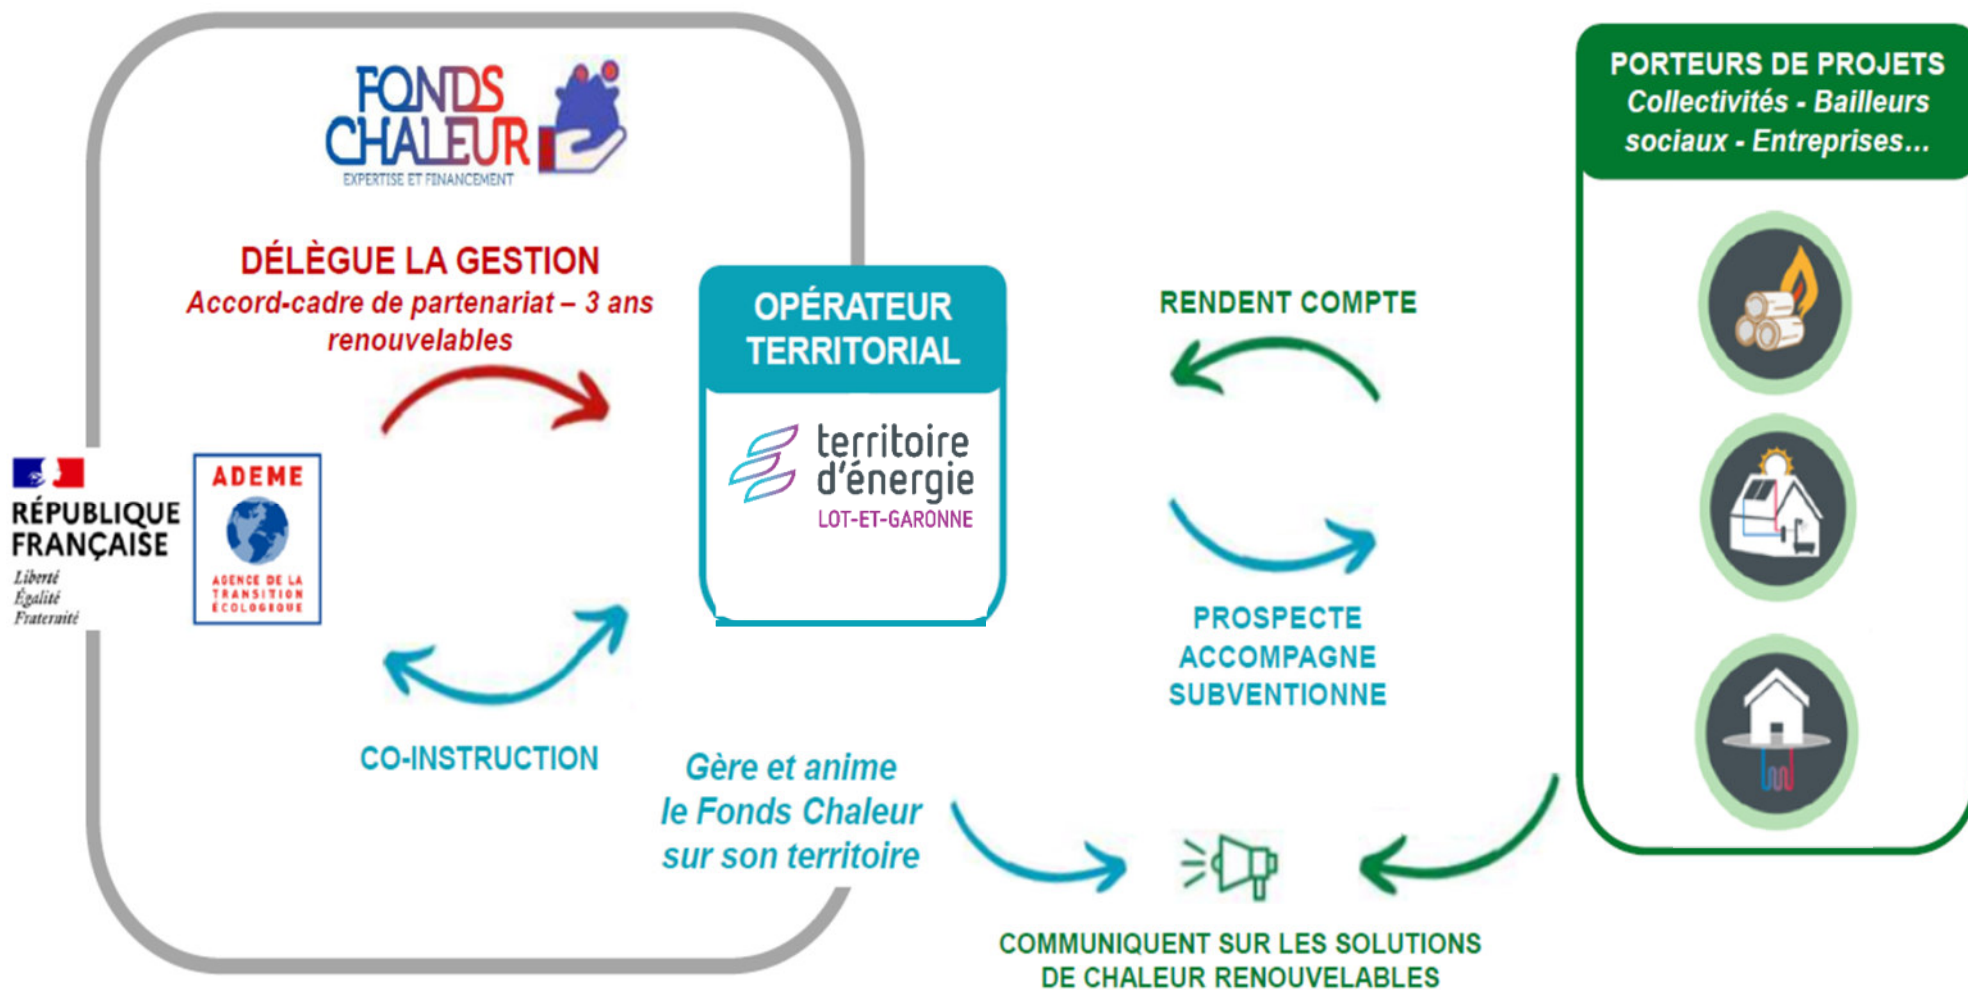 FONDS
CHALEUR
EXPERTISE ET FINANCEMENT
DÉLÈGUE LA GESTION
Accord-cadre de partenariat – 3 ans
renouvelables
RÉPUBLIQUE
FRANÇAISE
Liberté
Égalité
Fraternité
ADEME
AGENCE DE LA
TRANSITION
ÉCOLOGIQUE
CO-INSTRUCTION
OPÉRATEUR
TERRITORIAL
territoire
d'énergie
LOT-ET-GARONNE
Gère et anime
le Fonds Chaleur
sur son territoire
RENDENT COMPTE
PROSPECTE
ACCOMPAGNE
SUBVENTIONNE
COMMUNIQUENT SUR LES SOLUTIONS
DE CHALEUR RENOUVELABLES
PORTEURS DE PROJETS
Collectivités - Bailleurs
sociaux - Entreprises...